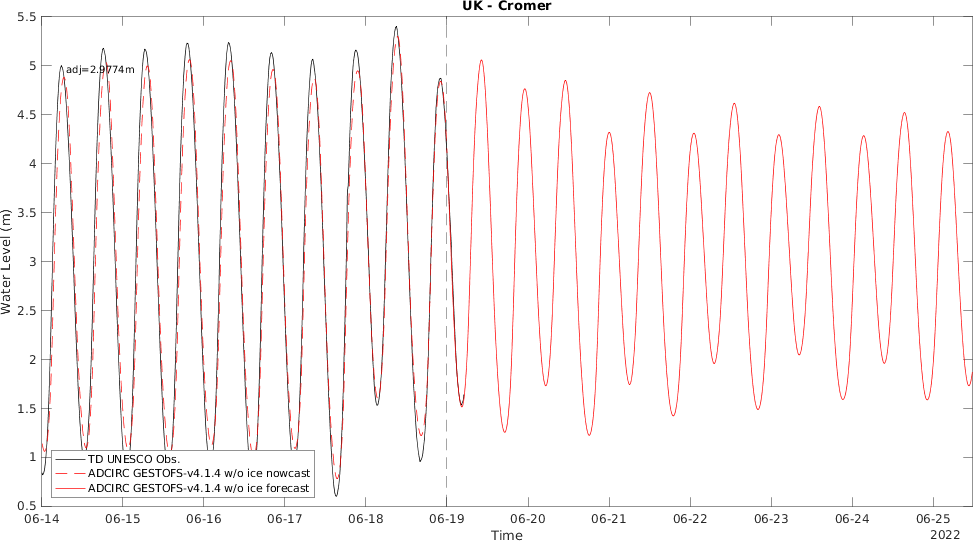 UK - Cromer
5.5
5
4.5
4
3.5
3
2.5
2
1.5
1
0.5
Water Level (m)
adj=2.9774m
TD UNESCO Obs.
ADCIRC GESTOFS-v4.1.4 w/o ice nowcast
ADCIRC GESTOFS-v4.1.4 w/o ice forecast
06-14 06-15 06-16 06-17 06-18 06-19 06-20 06-21 06-22 06-23 06-24 06-25
Time
2022